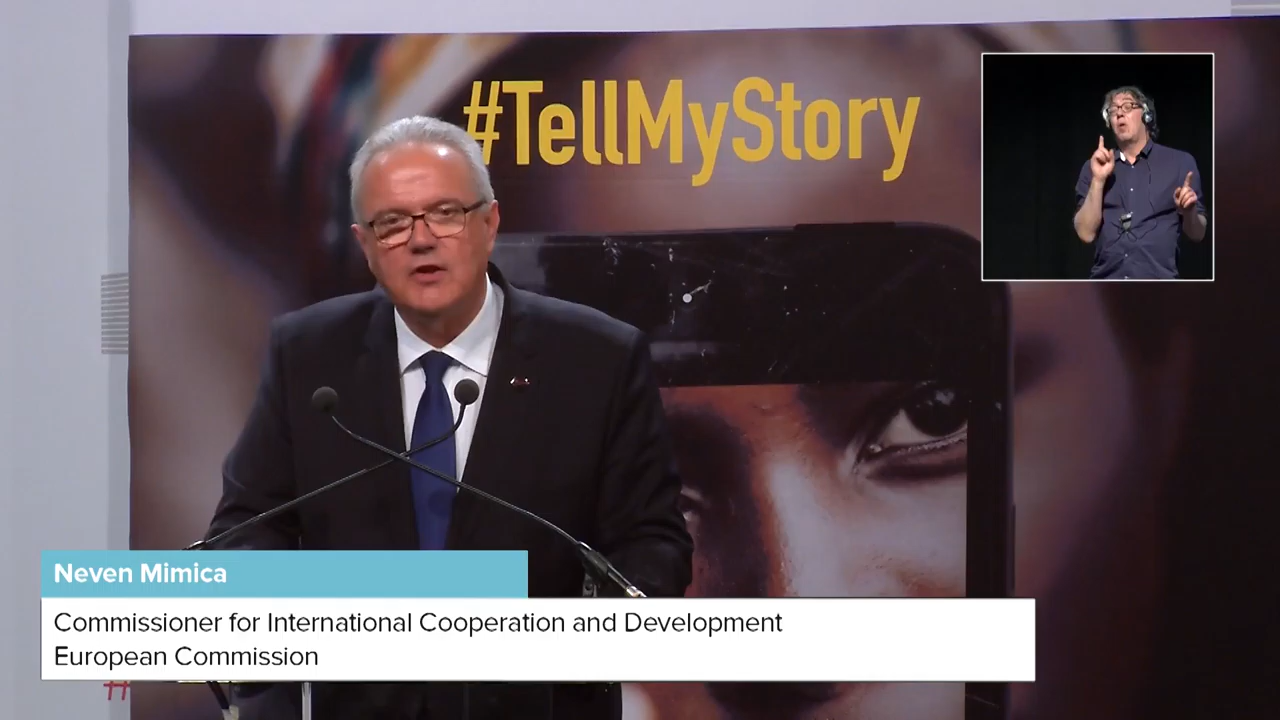 #TellMyStory
Neven Mimica
Commissioner for International Cooperation and Development
European Commission
#